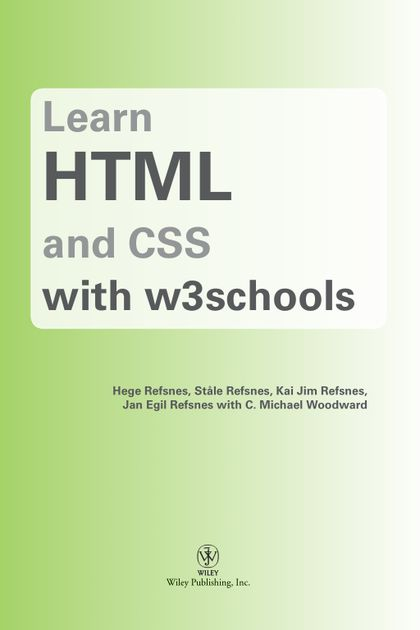 Learn
HTML
and CSS
with w3schools
Hege Refsnes, Ståle Refsnes, Kai Jim Refsnes,
Jan Egil Refsnes with C. Michael Woodward
WILEY
Wiley Publishing, Inc.